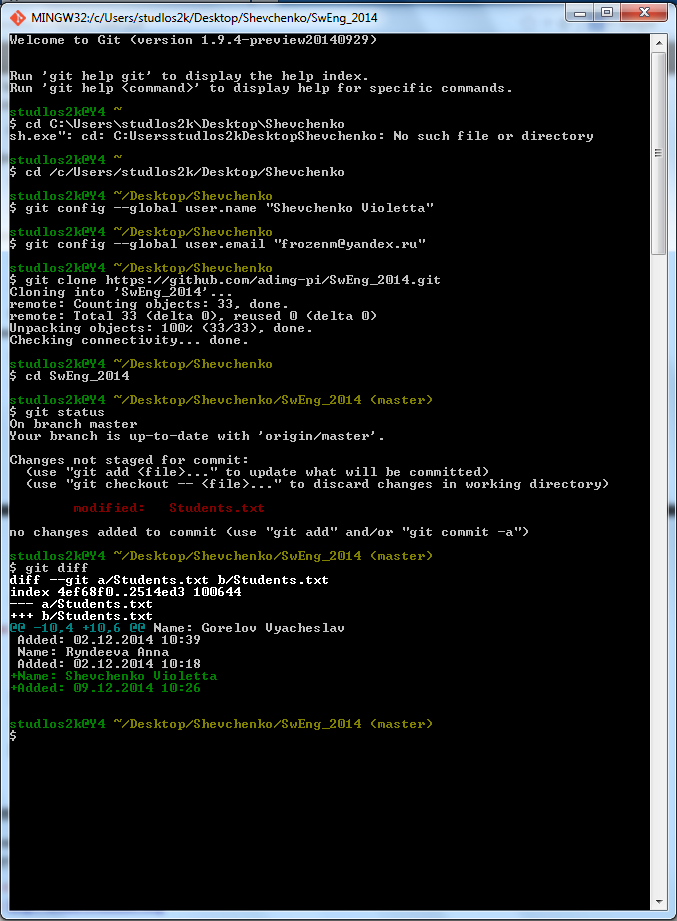 MINGW32:/c/Users/studlos2k/Desktop/Shevchenko/SwEng_2014
Welcome to Git (version 1.9.4-preview20140929)
Run 'git help git' to display the help index.
Run 'git help <command>' to display help for specific commands.
studlos2k@Y4 ~
$ cd C:\Users\studlos2k\Desktop\Shevchenko
sh.exe": cd: C:Usersstudlos2kDesktopShevchenko: No such file or directory
studlos2k@Y4 ~
$ cd /c/Users/studlos2k/Desktop/Shevchenko
studlos2k@Y4 ~/Desktop/Shevchenko
$ git config --global user.name "Shevchenko Violetta"
studlos2k@Y4 ~/Desktop/Shevchenko
$ git config --global user.email "frozenm@yandex.ru"
studlos2k@Y4 ~/Desktop/Shevchenko
$ git clone https://github.com/adimg-pi/SwEng_2014.git
Cloning into 'SwEng_2014'...
remote: Counting objects: 33, done.
remote: Total 33 (delta 0), reused 0 (delta 0)
Unpacking objects: 100% (33/33), done.
Checking connectivity... done.
studlos2k@Y4 ~/Desktop/Shevchenko
$ cd SwEng_2014
studlos2k@Y4 ~/Desktop/Shevchenko/SwEng_2014 (master)
$ git status
On branch master
Your branch is up-to-date with 'origin/master'.
Changes not staged for commit:
  (use "git add <file>..." to update what will be committed)
  (use "git checkout -- <file>..." to discard changes in working directory)
        modified:   Students.txt
no changes added to commit (use "git add" and/or "git commit -a")
studlos2k@Y4 ~/Desktop/Shevchenko/SwEng_2014 (master)
$ git diff
diff --git a/Students.txt b/Students.txt
index 4ef68f0..2514ed3 100644
--- a/Students.txt
+++ b/Students.txt
@@ -10,4 +10,6 @@ Name: Gorelov Vyacheslav
 Added: 02.12.2014 10:39
 Name: Ryndeeva Anna
 Added: 02.12.2014 10:18
+Name: Shevchenko Violetta
+Added: 09.12.2014 10:26
studlos2k@Y4 ~/Desktop/Shevchenko/SwEng_2014 (master)
$